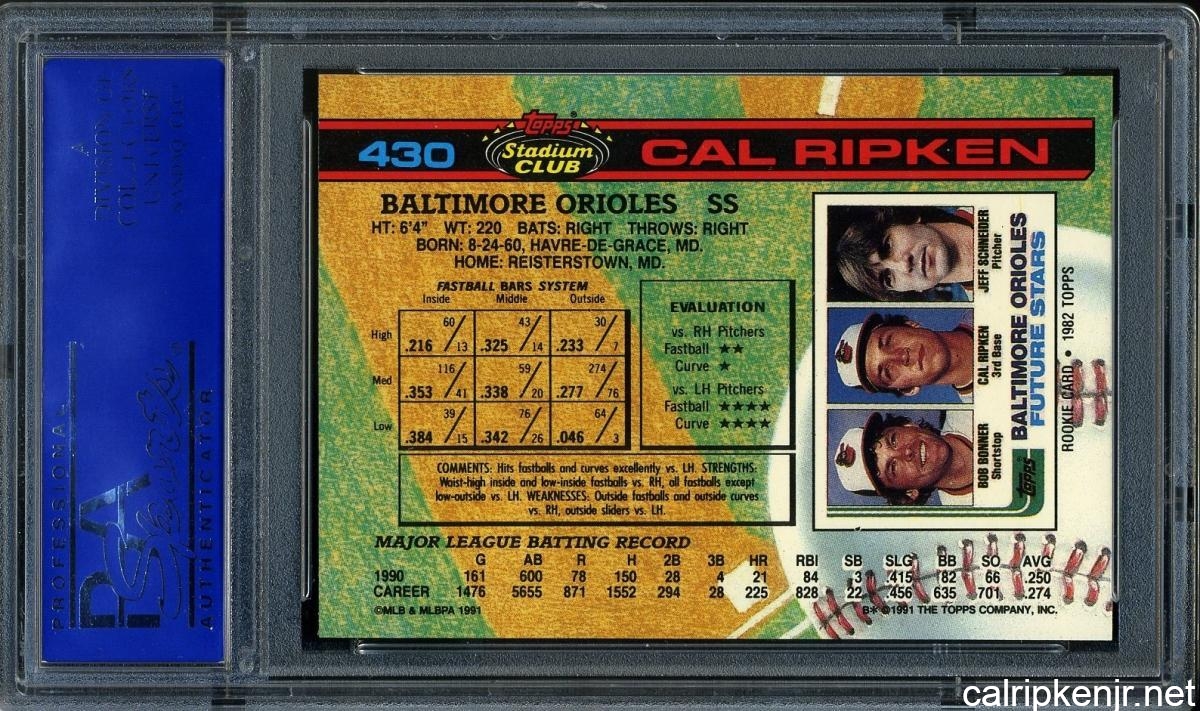 A
DIVISION OF
COLLECTORS
UNIVERSE
NASDAQ: CLCT
PROFESSIONAL
PSA
AUTHENTICATOR
430 Topps Stadium CLUB CAL RIPKEN
BALTIMORE ORIOLES SS
HT: 6'4" WT: 220 BATS: RIGHT THROWS: RIGHT
BORN: 8-24-60, HAVRE-DE-GRACE, MD.
HOME: REISTERSTOWN, MD.
FASTBALL BARS SYSTEM
Inside Middle Outside
High .216 60/13 .325 43/14 .233 30/7
Med .353 116/41 .338 59/20 .277 274/76
Low .384 39/15 .342 76/26 .046 64/3
EVALUATION
vs. RH Pitchers
Fastball ★★
Curve ★
vs. LH Pitchers
Fastball ★★★★
Curve ★★★★
COMMENTS: Hits fastballs and curves excellently vs. LH. STRENGTHS:
Waist-high inside and low-inside fastballs vs. RH, all fastballs except
low-outside vs. LH. WEAKNESSES: Outside fastballs and outside curves
vs. RH, outside sliders vs. LH.
BOB BONNER
Shortstop
CAL RIPKEN
3rd Base
JEFF SCHNEIDER
Pitcher
Topps
BALTIMORE ORIOLES
FUTURE STARS
ROOKIE CARD • 1982 TOPPS
MAJOR LEAGUE BATTING RECORD
G AB R H 2B 3B HR RBI SB SLG BB SO AVG
1990 161 600 78 150 28 4 21 84 3 .415 82 66 .250
CAREER 1476 5655 871 1552 294 28 225 828 22 .456 635 701 .274
©MLB & MLBPA 1991
B* ©1991 THE TOPPS COMPANY, INC.
calripkenjr.net